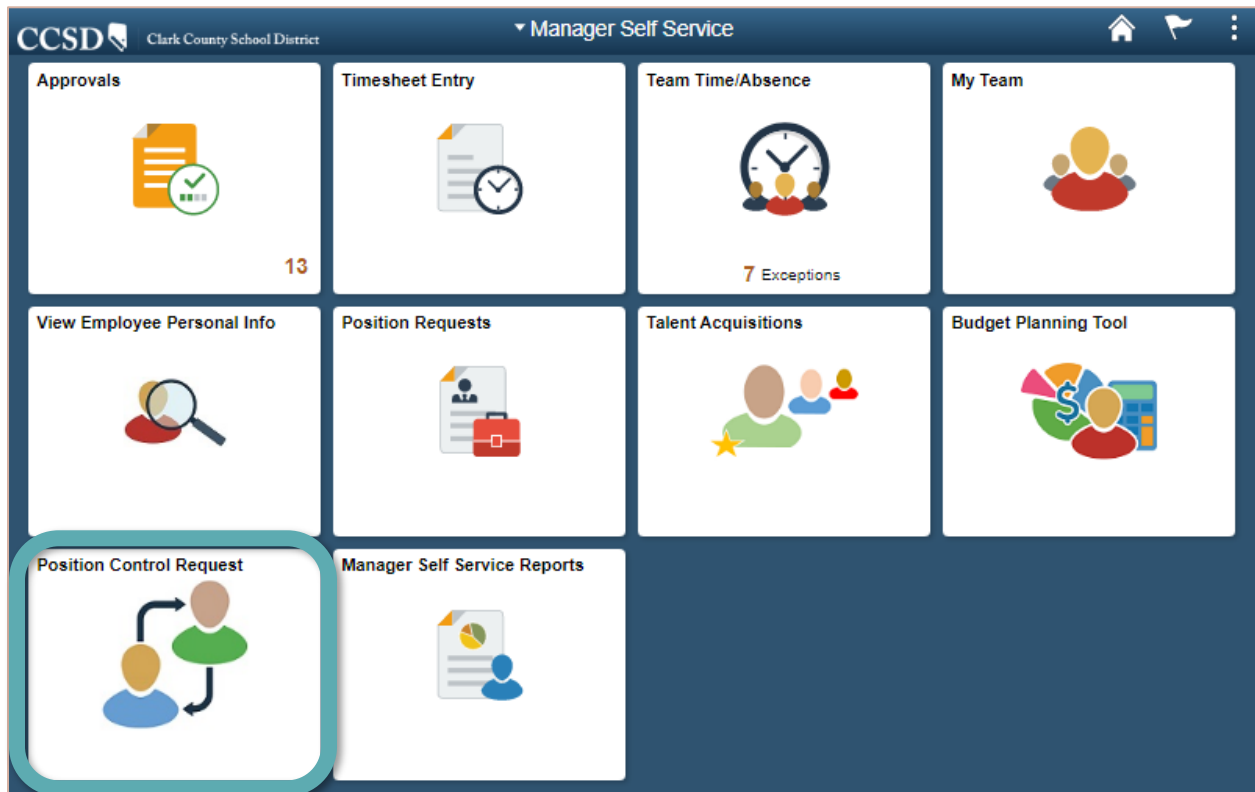 CCSD Clark County School District
Manager Self Service
Approvals
Timesheet Entry
Team Time/Absence
My Team
13
7 Exceptions
View Employee Personal Info
Position Requests
Talent Acquisitions
Budget Planning Tool
$
Position Control Request
Manager Self Service Reports